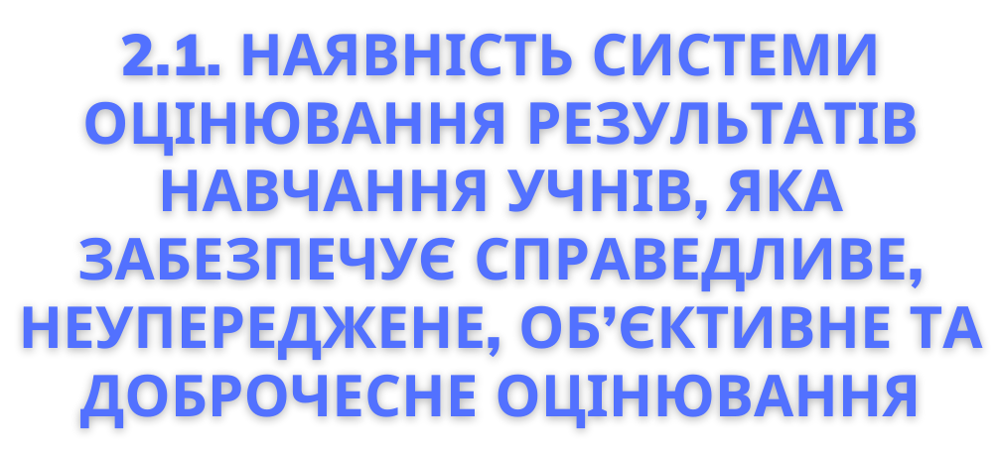 2.1. НАЯВНІСТЬ СИСТЕМИ
ОЦІНЮВАННЯ РЕЗУЛЬТАТІВ
НАВЧАННЯ УЧНІВ, ЯКА
ЗАБЕЗПЕЧУЄ СПРАВЕДЛИВЕ,
НЕУПЕРЕДЖЕНЕ, ОБ’ЄКТИВНЕ ТА
ДОБРОЧЕСНЕ ОЦІНЮВАННЯ